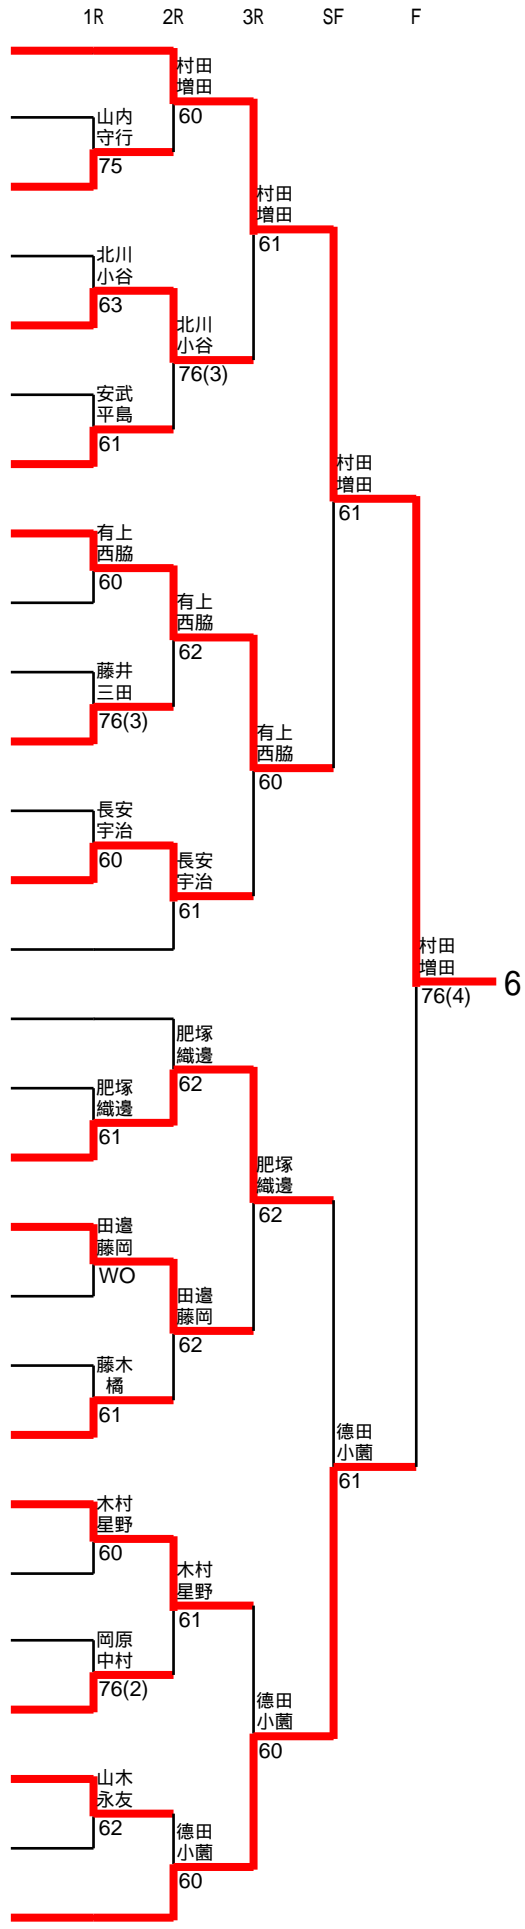 1R 2R 3R SF F
村田
増田
60
山内
守行
75
村田
増田
61
北川
小谷
63
北川
小谷
76(3)
安武
平島
61
村田
増田
61
有上
西脇
60
有上
西脇
62
藤井
三田
76(3)
有上
西脇
60
長安
宇治
60
長安
宇治
61
村田
増田
76(4)
6
肥塚
織邊
62
肥塚
織邊
61
肥塚
織邊
62
田邉
藤岡
WO
田邉
藤岡
62
藤木
橘
61
德田
小薗
61
木村
星野
60
木村
星野
61
岡原
中村
76(2)
德田
小薗
60
山木
永友
62
德田
小薗
60